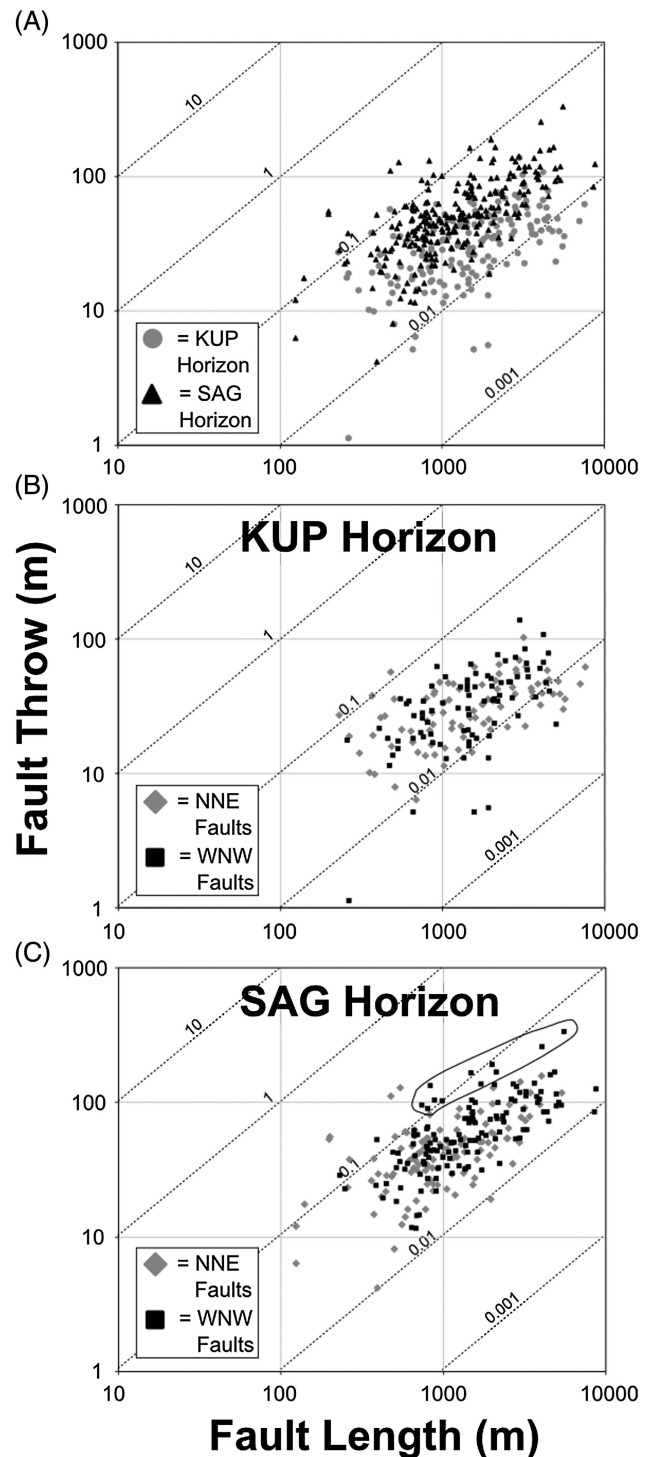 (A)
1000
100
10
1
10
1
0.1
0.01
0.001
= KUP
Horizon
= SAG
Horizon
10
100
1000
10000
(B)
KUP Horizon
1000
100
10
1
10
1
0.1
0.01
0.001
= NNE
Faults
= WNW
Faults
10
100
1000
10000
Fault Throw (m)
(C)
SAG Horizon
1000
100
10
1
10
1
0.1
0.01
0.001
= NNE
Faults
= WNW
Faults
10
100
1000
10000
Fault Length (m)